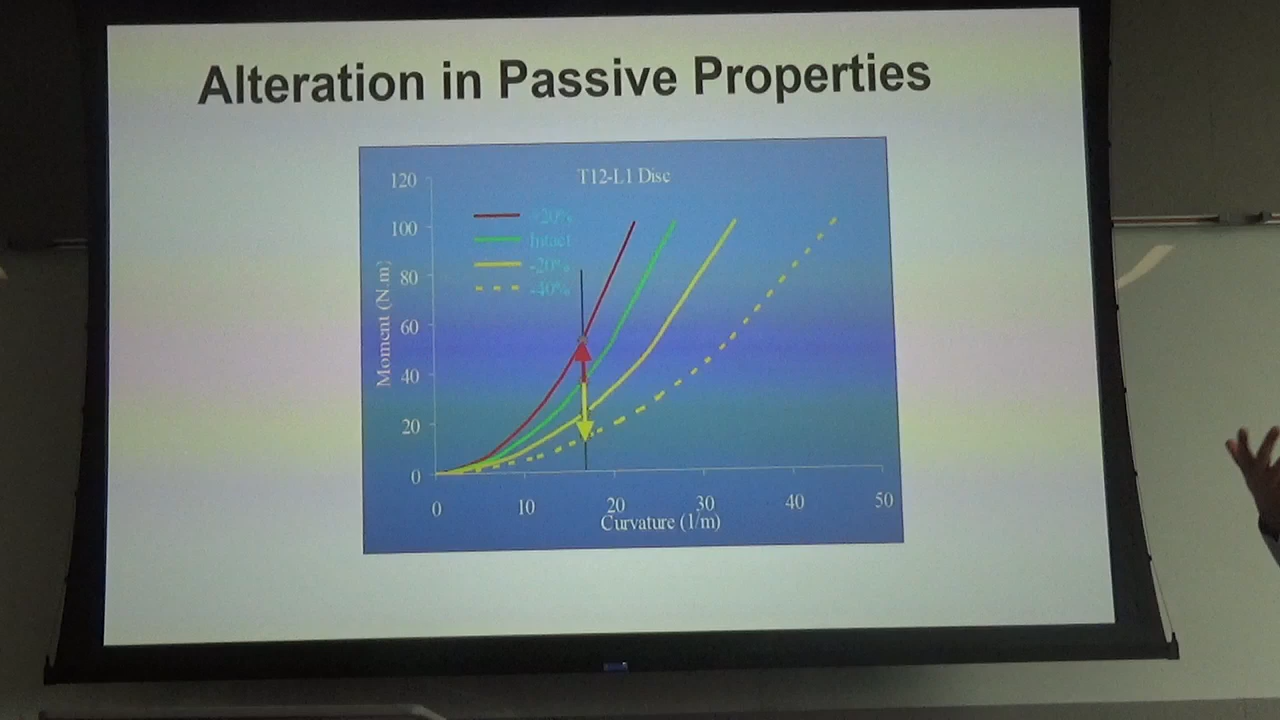 Alteration in Passive Properties
T12-L1 Disc
120
100
80
60
40
20
0
Moment (N.m)
+20%
Intact
-20%
-40%
0 10 20 30 40 50
Curvature (1/m)